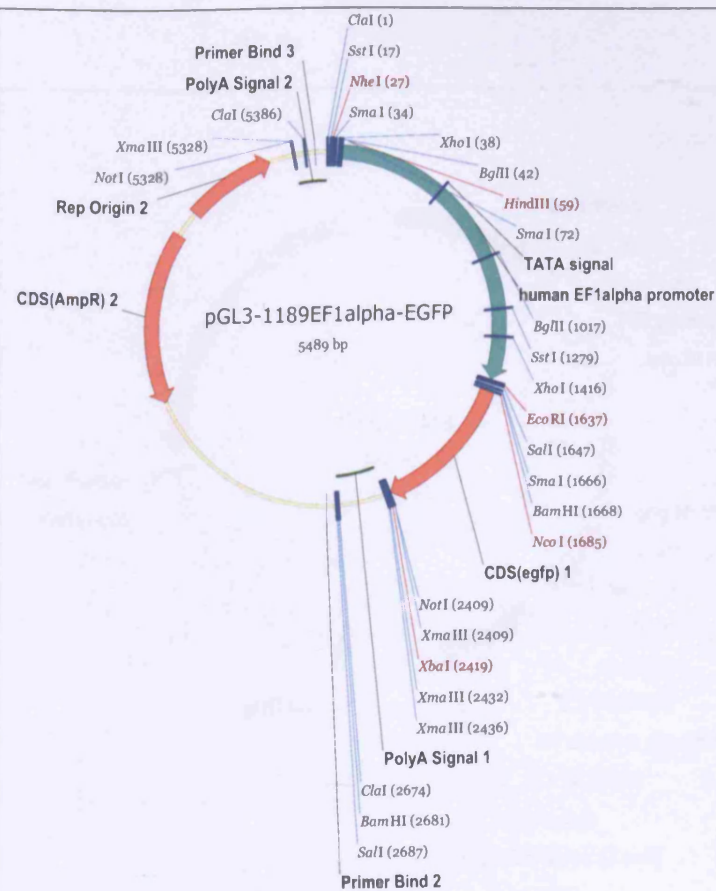 ClaI (1)
SstI (17)
NheI (27)
SmaI (34)
XhoI (38)
BglII (42)
HindIII (59)
SmaI (72)
TATA signal
human EF1alpha promoter
BglII (1017)
SstI (1279)
XhoI (1416)
EcoRI (1637)
SalI (1647)
SmaI (1666)
BamHI (1668)
NcoI (1685)
CDS(egfp) 1
NotI (2409)
XmaIII (2409)
XbaI (2419)
XmaIII (2432)
XmaIII (2436)
PolyA Signal 1
ClaI (2674)
BamHI (2681)
SalI (2687)
Primer Bind 2
CDS(AmpR) 2
Rep Origin 2
NotI (5328)
XmaIII (5328)
ClaI (5386)
PolyA Signal 2
Primer Bind 3
pGL3-1189EF1alpha-EGFP
5489 bp